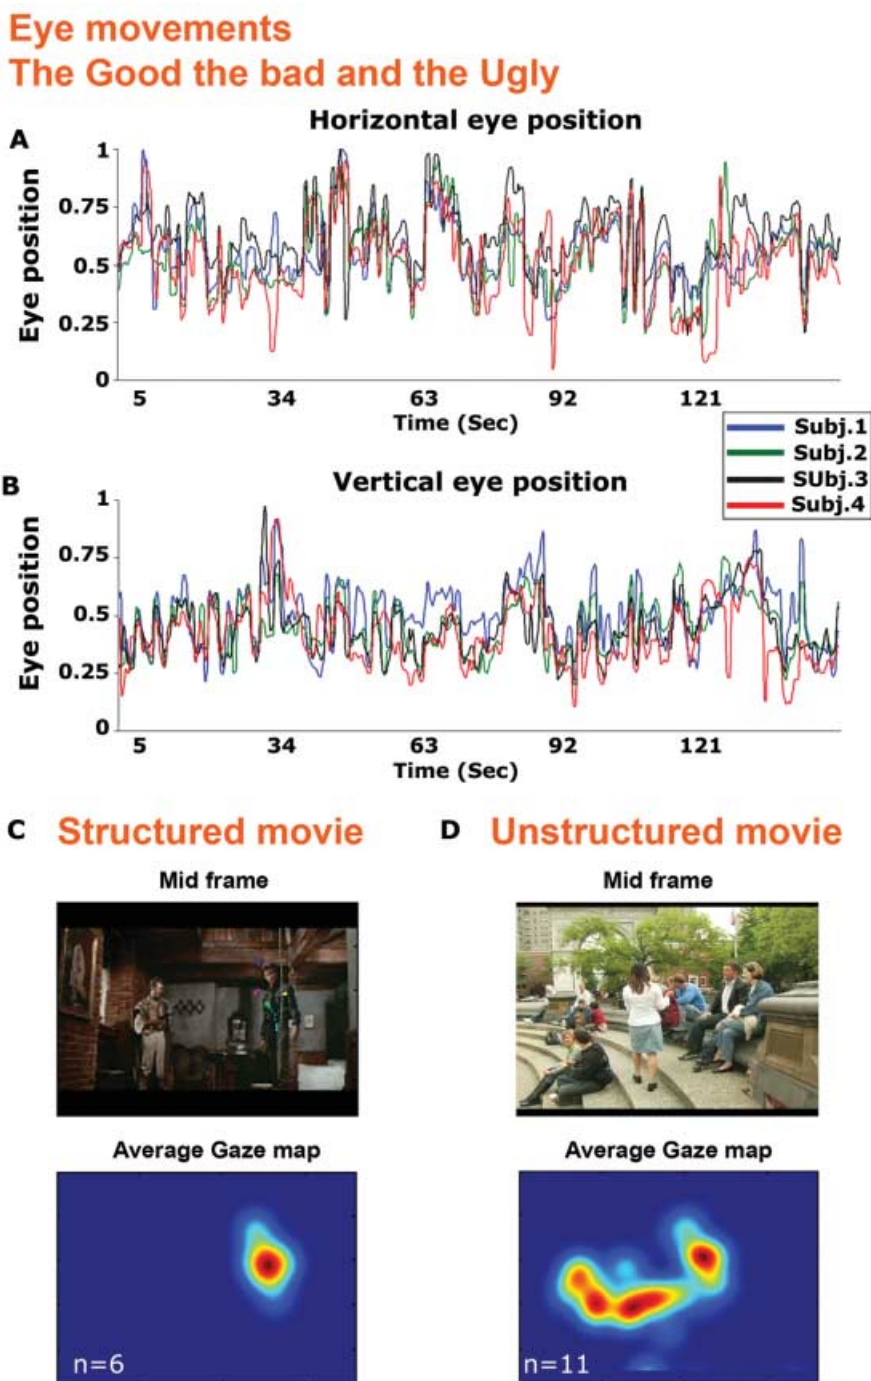 Eye movements
The Good the bad and the Ugly
A
Horizontal eye position
Eye position
1
0.75
0.5
0.25
0
5 34 63 92 121
Time (Sec)
Subj.1
Subj.2
SUbj.3
Subj.4
B
Vertical eye position
Eye position
1
0.75
0.5
0.25
0
5 34 63 92 121
Time (Sec)
C Structured movie
Mid frame
Average Gaze map
n=6
D Unstructured movie
Mid frame
Average Gaze map
n=11